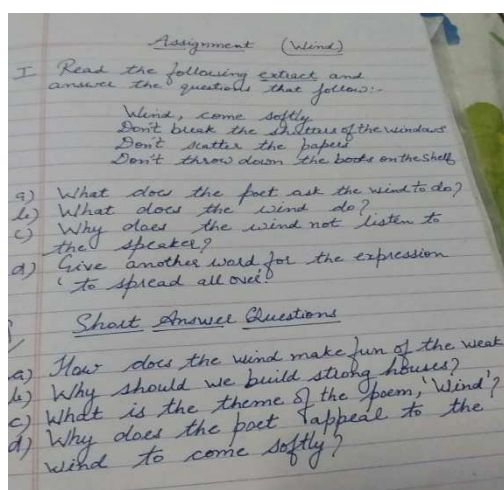 Assignment (Wind)
I Read the following extract and
answer the questions that follow:-
Wind, come softly
Don't break the shutters of the windows
Don't scatter the papers
Don't throw down the books on the shelf
a) What does the poet ask the wind to do?
b) What does the wind do?
c) Why does the wind not listen to
the speaker?
d) Give another word for the expression
'to spread all over'.
Short Answer Questions
a) How does the wind make fun of the weak
b) Why should we build strong houses?
c) What is the theme of the poem, 'Wind'?
d) Why does the poet appeal to the
wind to come softly?